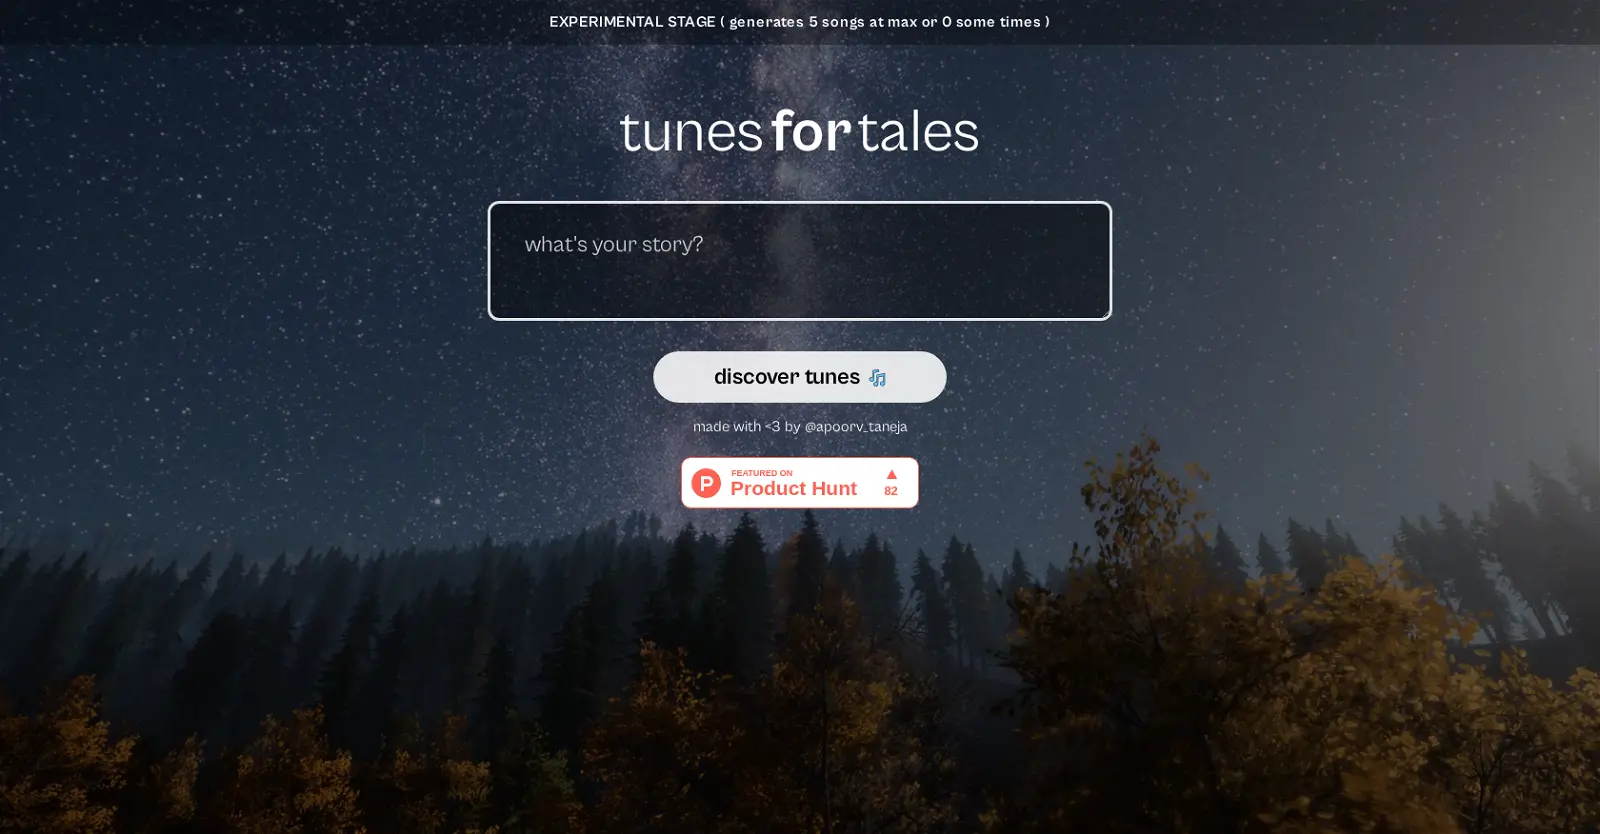 EXPERIMENTAL STAGE ( generates 5 songs at max or 0 some times )
tunes for tales
what's your story?
discover tunes
made with <3 by @apoorv_taneja
P
FEATURED ON
Product Hunt
82